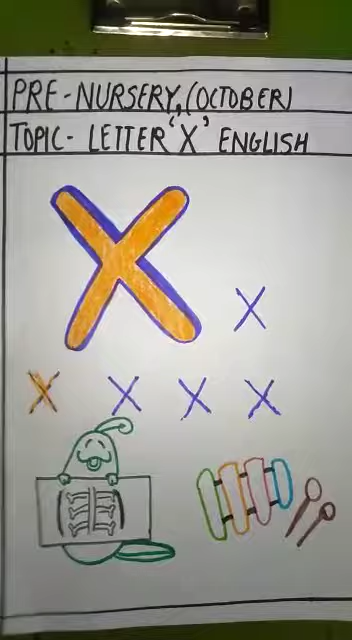 PRE-NURSERY,(OCTOBER)
TOPIC- LETTER 'X' ENGLISH
X
X
X X X X